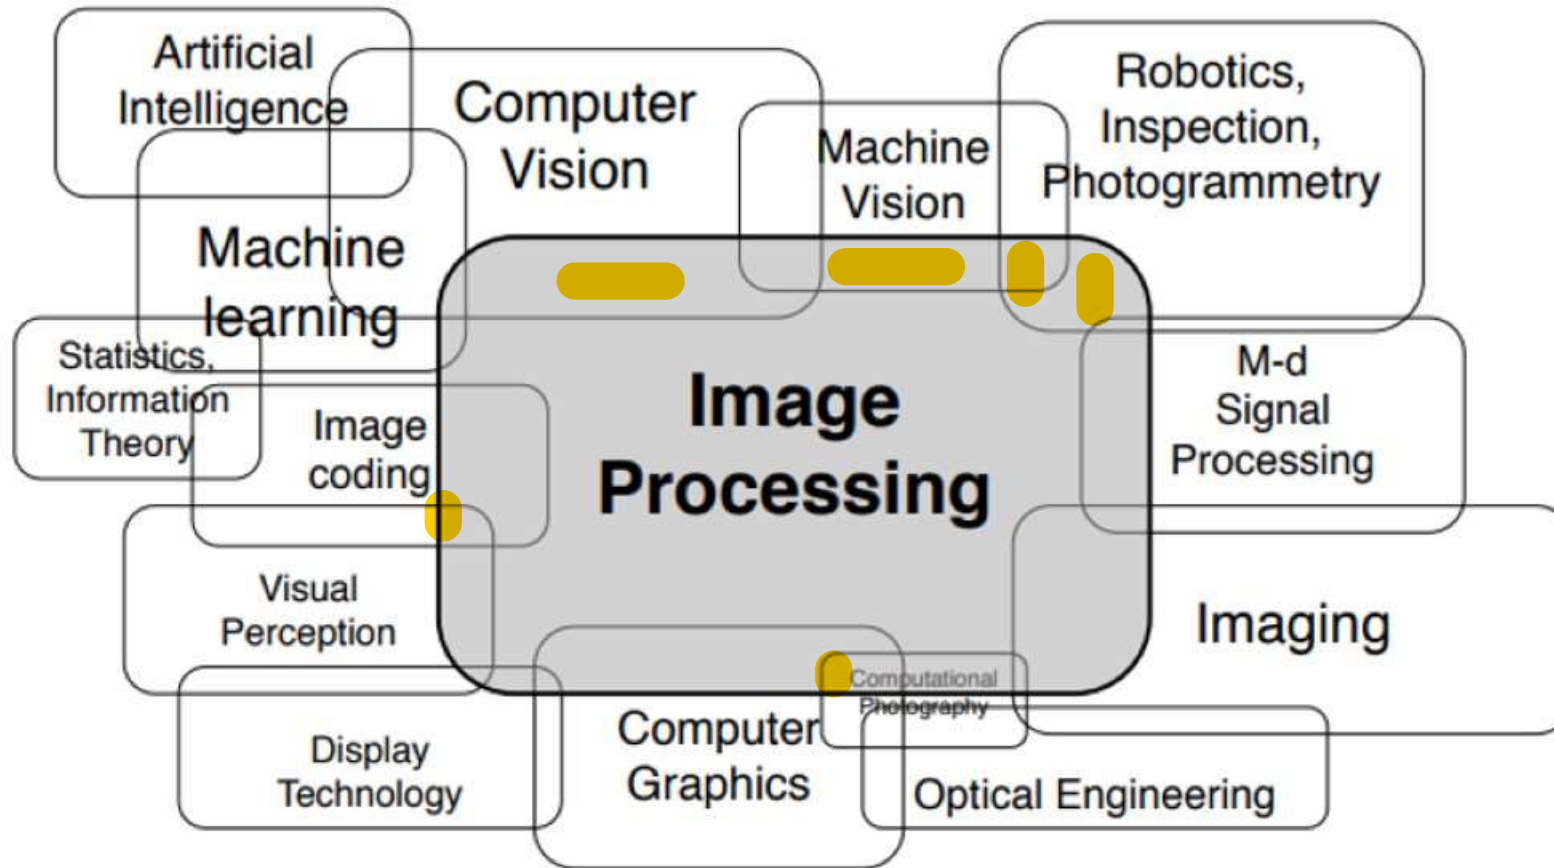 Artificial
Intelligence
Computer
Vision
Machine
Vision
Robotics,
Inspection,
Photogrammetry
Machine
learning
Statistics,
Information
Theory
Image
coding
Image
Processing
M-d
Signal
Processing
Visual
Perception
Imaging
Display
Technology
Computer
Graphics
Computational
Photography
Optical Engineering